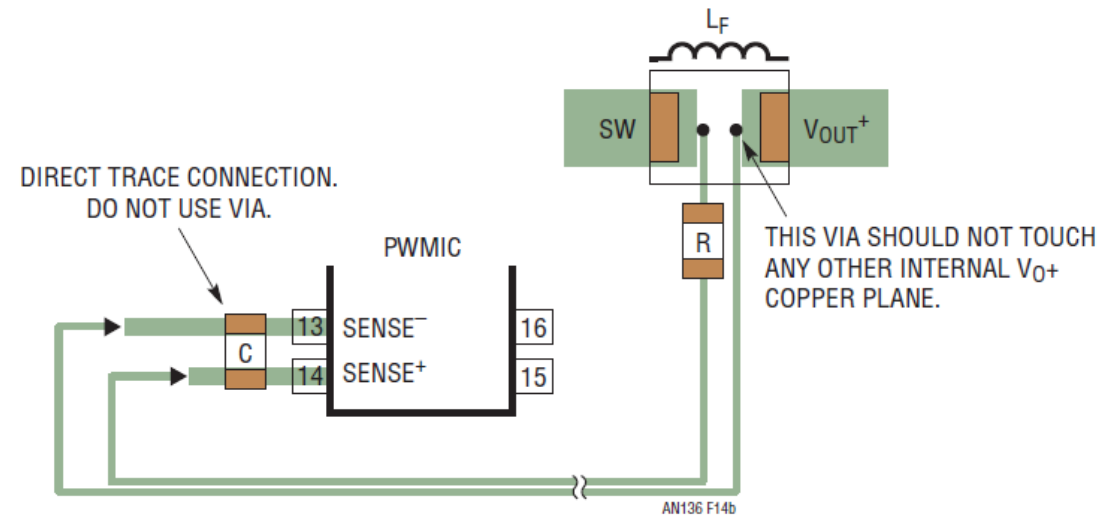 LF
SW
VOUT+
DIRECT TRACE CONNECTION.
DO NOT USE VIA.
R
THIS VIA SHOULD NOT TOUCH
ANY OTHER INTERNAL VO+
COPPER PLANE.
PWMIC
13
SENSE−
16
C
14
SENSE+
15
AN136 F14b